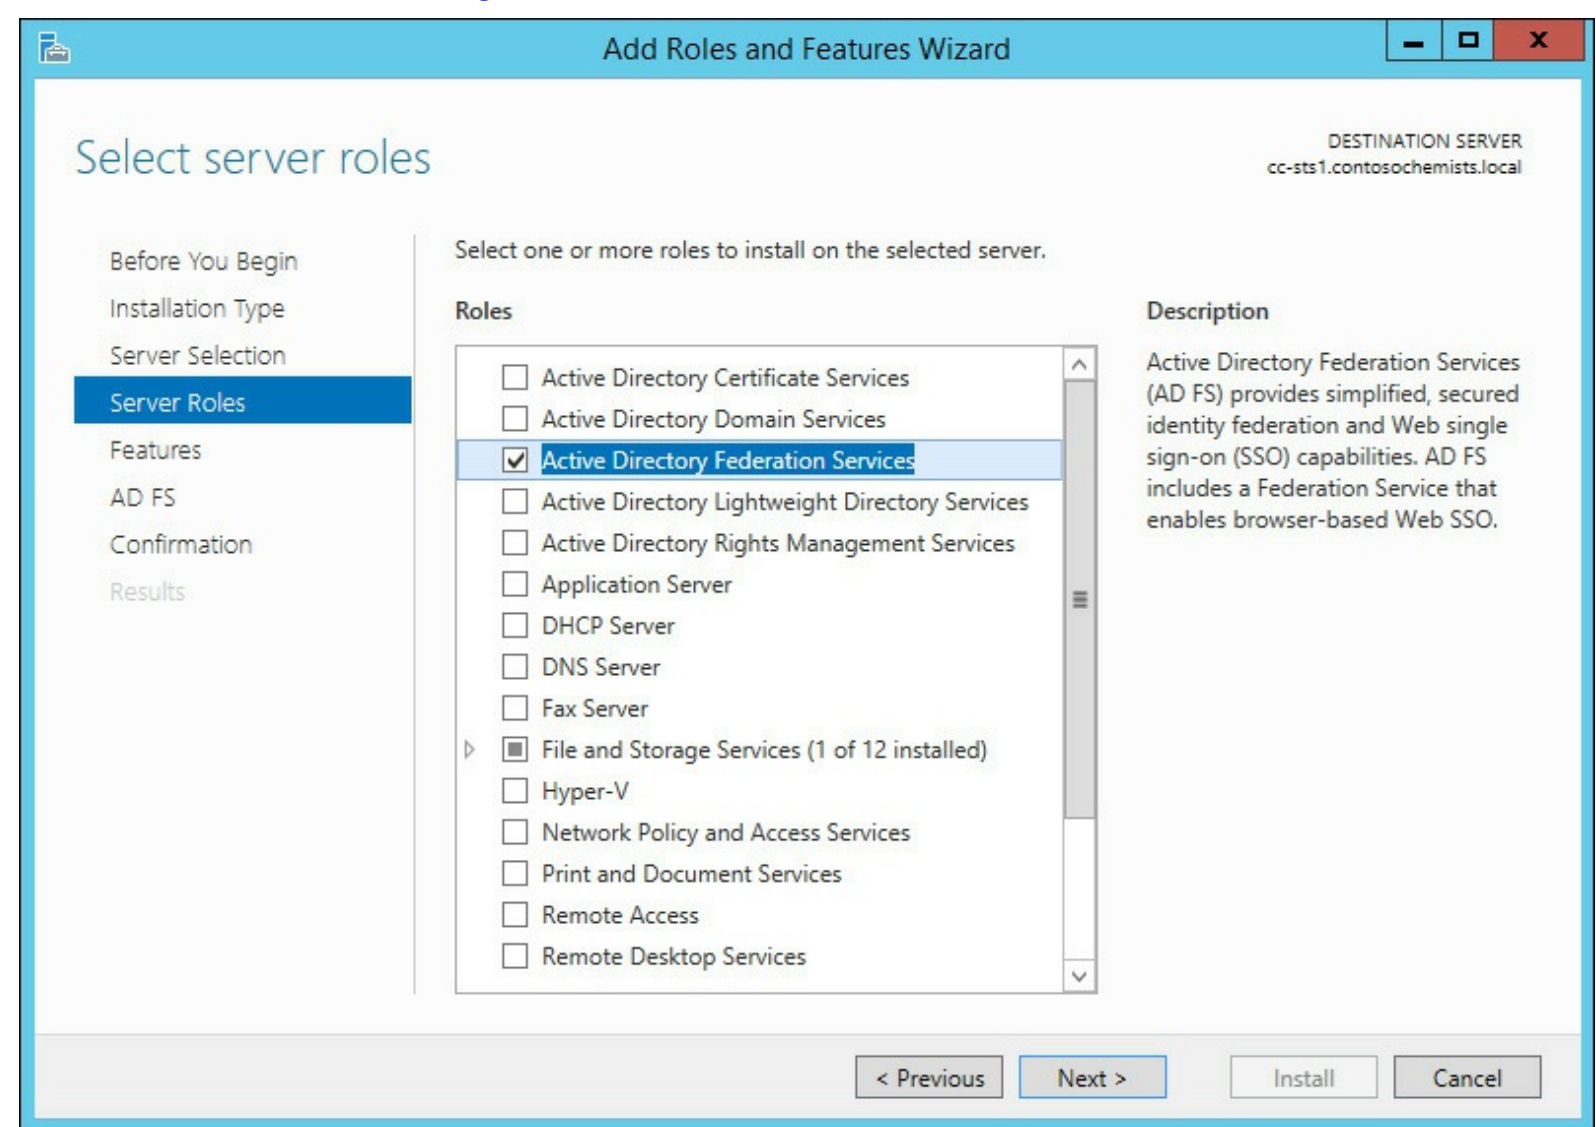 Add Roles and Features Wizard
Select server roles
DESTINATION SERVER
cc-sts1.contosochemists.local
Before You Begin
Installation Type
Server Selection
Server Roles
Features
AD FS
Confirmation
Results
Select one or more roles to install on the selected server.
Roles
Active Directory Certificate Services
Active Directory Domain Services
Active Directory Federation Services
Active Directory Lightweight Directory Services
Active Directory Rights Management Services
Application Server
DHCP Server
DNS Server
Fax Server
File and Storage Services (1 of 12 installed)
Hyper-V
Network Policy and Access Services
Print and Document Services
Remote Access
Remote Desktop Services
Description
Active Directory Federation Services
(AD FS) provides simplified, secured
identity federation and Web single
sign-on (SSO) capabilities. AD FS
includes a Federation Service that
enables browser-based Web SSO.
< Previous
Next >
Install
Cancel